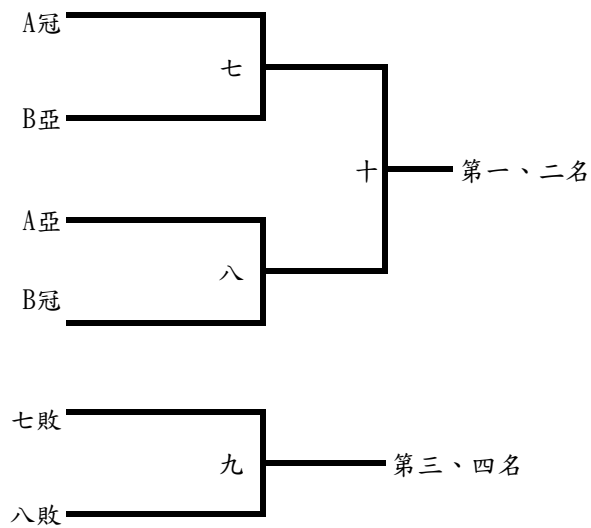 A冠
七
B亞
十 第一、二名
A亞
八
B冠
七敗
九 第三、四名
八敗